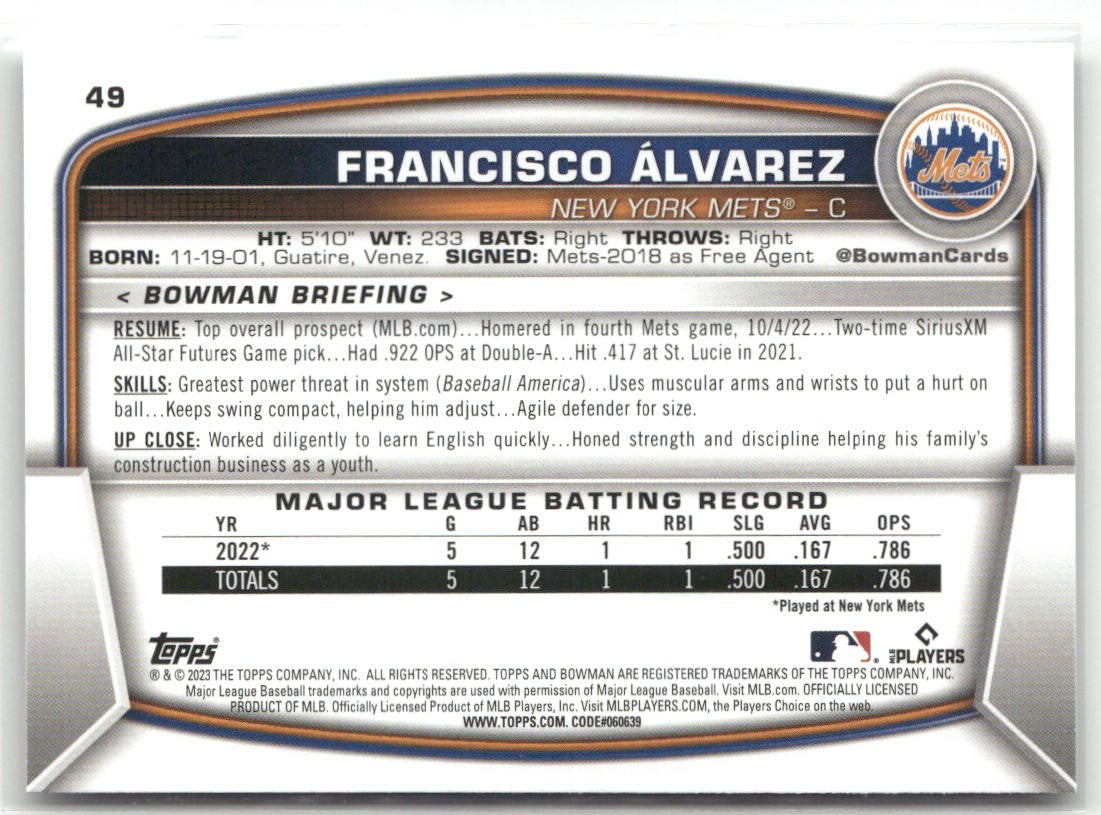 49
FRANCISCO ÁLVAREZ
Mets
NEW YORK METS® – C
HT: 5'10" WT: 233 BATS: Right THROWS: Right
BORN: 11-19-01, Guatire, Venez. SIGNED: Mets-2018 as Free Agent @BowmanCards
< BOWMAN BRIEFING >
RESUME: Top overall prospect (MLB.com)...Homered in fourth Mets game, 10/4/22...Two-time SiriusXM
All-Star Futures Game pick...Had .922 OPS at Double-A...Hit .417 at St. Lucie in 2021.
SKILLS: Greatest power threat in system (Baseball America)...Uses muscular arms and wrists to put a hurt on
ball...Keeps swing compact, helping him adjust...Agile defender for size.
UP CLOSE: Worked diligently to learn English quickly...Honed strength and discipline helping his family's
construction business as a youth.
MAJOR LEAGUE BATTING RECORD
YR G AB HR RBI SLG AVG OPS
2022* 5 12 1 1 .500 .167 .786
TOTALS 5 12 1 1 .500 .167 .786
*Played at New York Mets
topps® ®. MLB PLAYERS
® & © 2023 THE TOPPS COMPANY, INC. ALL RIGHTS RESERVED. TOPPS AND BOWMAN ARE REGISTERED TRADEMARKS OF THE TOPPS COMPANY, INC.
Major League Baseball trademarks and copyrights are used with permission of Major League Baseball. Visit MLB.com. OFFICIALLY LICENSED
PRODUCT OF MLB. Officially Licensed Product of MLB Players, Inc. Visit MLBPLAYERS.COM, the Players Choice on the web.
WWW.TOPPS.COM. CODE#060639